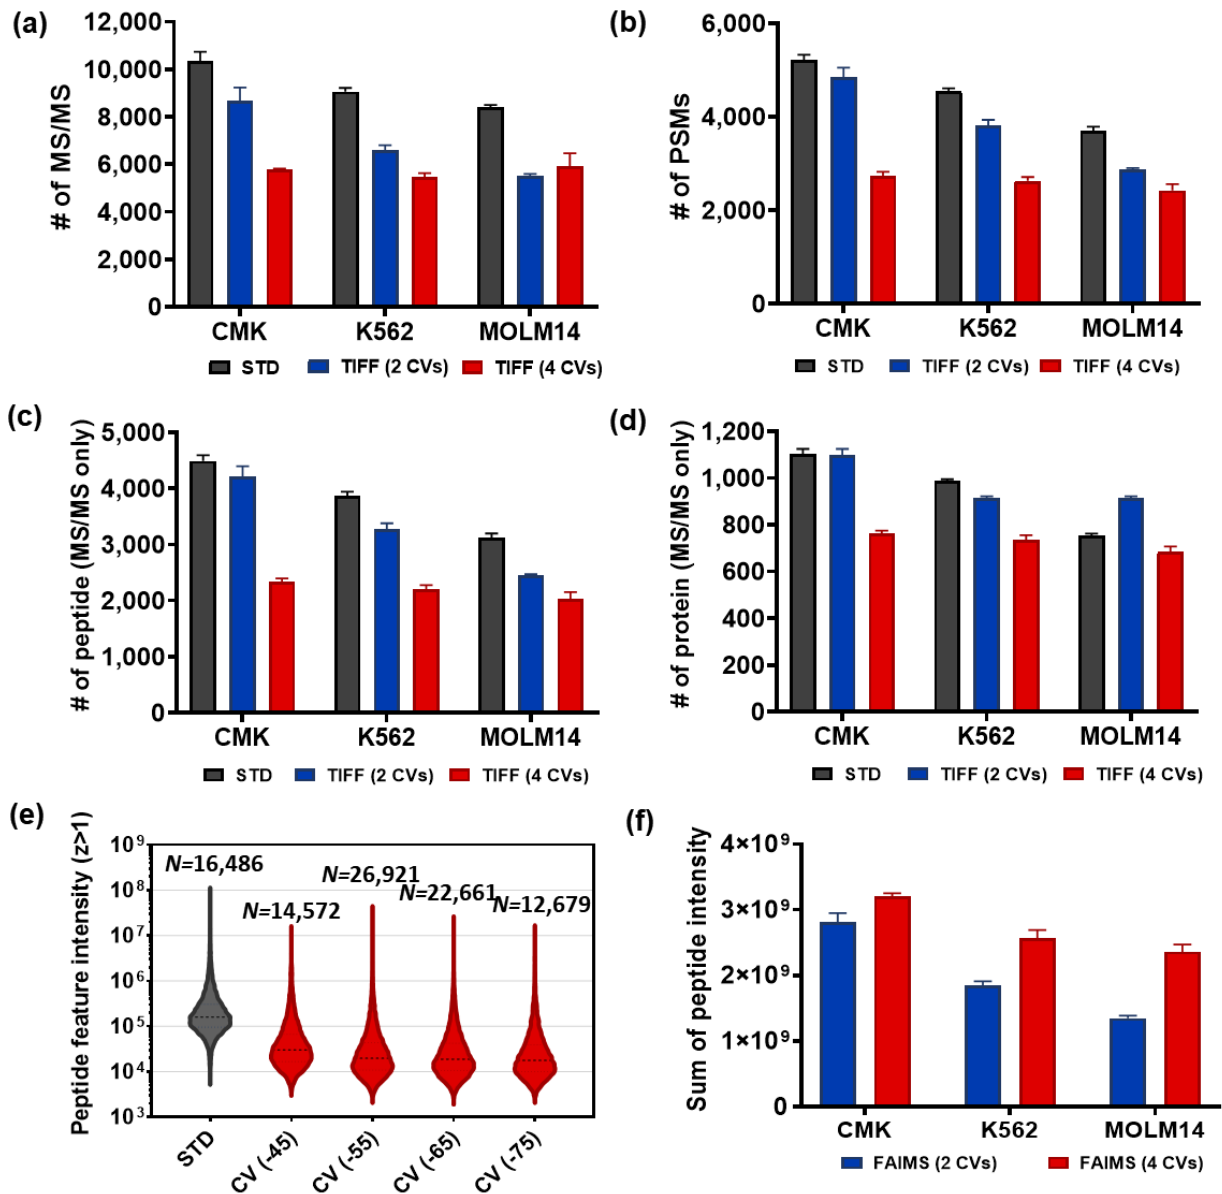 (a)
# of MS/MS
12,000
10,000
8,000
6,000
4,000
2,000
0
CMK K562 MOLM14
STD TIFF (2 CVs) TIFF (4 CVs)
(b)
# of PSMs
6,000
4,000
2,000
0
CMK K562 MOLM14
STD TIFF (2 CVs) TIFF (4 CVs)
(c)
# of peptide (MS/MS only)
5,000
4,000
3,000
2,000
1,000
0
CMK K562 MOLM14
STD TIFF (2 CVs) TIFF (4 CVs)
(d)
# of protein (MS/MS only)
1,200
1,000
800
600
400
200
0
CMK K562 MOLM14
STD TIFF (2 CVs) TIFF (4 CVs)
(e)
Peptide feature intensity (z>1)
10⁹
10⁸
10⁷
10⁶
10⁵
10⁴
10³
N=16,486
N=14,572
N=26,921
N=22,661
N=12,679
STD
CV (-45)
CV (-55)
CV (-65)
CV (-75)
(f)
Sum of peptide intensity
4×10⁹
3×10⁹
2×10⁹
1×10⁹
0
CMK K562 MOLM14
FAIMS (2 CVs) FAIMS (4 CVs)